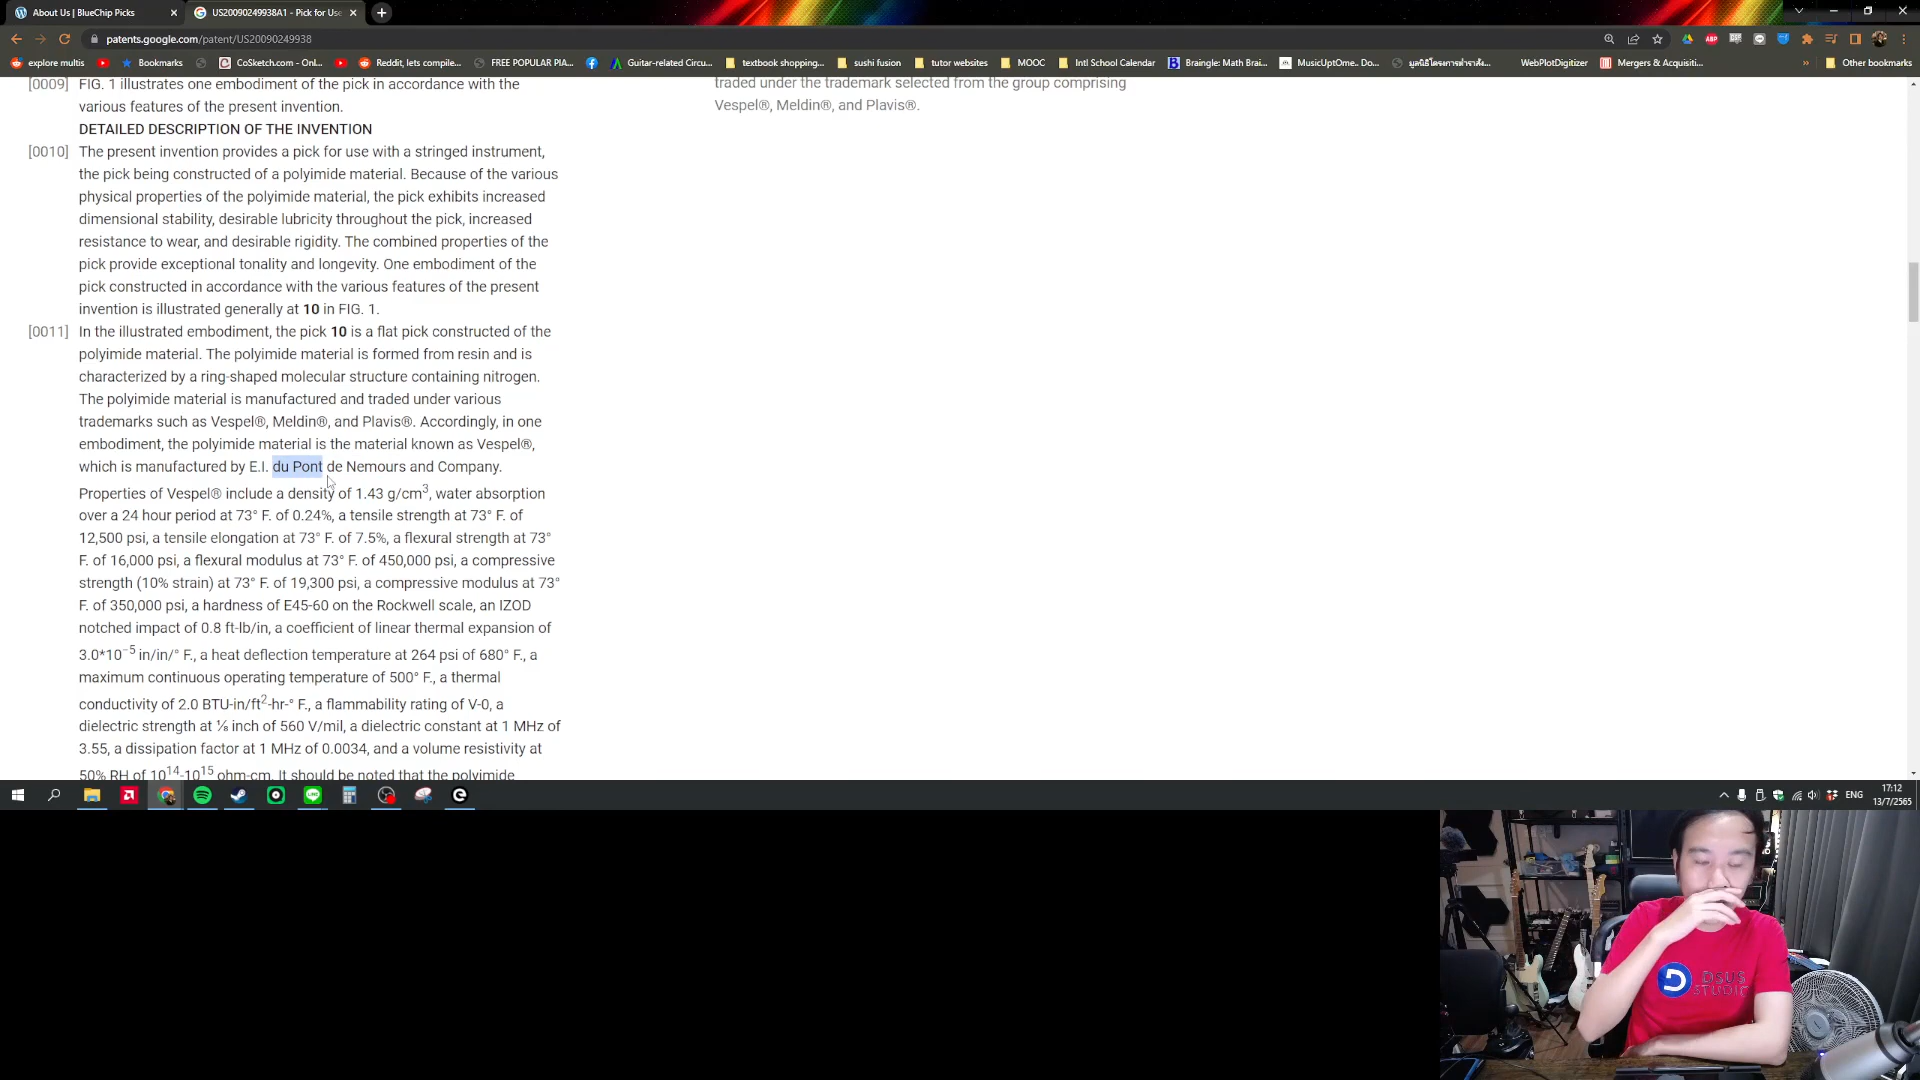 About Us | BlueChip Picks
US20090249938A1 - Pick for Use
patents.google.com/patent/US20090249938
explore multis
Bookmarks
CoSketch.com - Onl...
Reddit, lets compile...
FREE POPULAR PIA...
Guitar-related Circu...
textbook shopping...
sushi fusion
tutor websites
MOOC
Intl School Calendar
Braingle: Math Brai...
MusicUptOme.. Do...
WebPlotDigitizer
Mergers & Acquisiti...
»
Other bookmarks
[0009] FIG. 1 illustrates one embodiment of the pick in accordance with the
various features of the present invention.
DETAILED DESCRIPTION OF THE INVENTION
[0010] The present invention provides a pick for use with a stringed instrument,
the pick being constructed of a polyimide material. Because of the various
physical properties of the polyimide material, the pick exhibits increased
dimensional stability, desirable lubricity throughout the pick, increased
resistance to wear, and desirable rigidity. The combined properties of the
pick provide exceptional tonality and longevity. One embodiment of the
pick constructed in accordance with the various features of the present
invention is illustrated generally at 10 in FIG. 1.
[0011] In the illustrated embodiment, the pick 10 is a flat pick constructed of the
polyimide material. The polyimide material is formed from resin and is
characterized by a ring-shaped molecular structure containing nitrogen.
The polyimide material is manufactured and traded under various
trademarks such as Vespel®, Meldin®, and Plavis®. Accordingly, in one
embodiment, the polyimide material is the material known as Vespel®,
which is manufactured by E.I. du Pont de Nemours and Company.
Properties of Vespel® include a density of 1.43 g/cm3, water absorption
over a 24 hour period at 73° F. of 0.24%, a tensile strength at 73° F. of
12,500 psi, a tensile elongation at 73° F. of 7.5%, a flexural strength at 73°
F. of 16,000 psi, a flexural modulus at 73° F. of 450,000 psi, a compressive
strength (10% strain) at 73° F. of 19,300 psi, a compressive modulus at 73°
F. of 350,000 psi, a hardness of E45-60 on the Rockwell scale, an IZOD
notched impact of 0.8 ft-lb/in, a coefficient of linear thermal expansion of
3.0*10−5 in/in/° F., a heat deflection temperature at 264 psi of 680° F., a
maximum continuous operating temperature of 500° F., a thermal
conductivity of 2.0 BTU-in/ft2-hr-° F., a flammability rating of V-0, a
dielectric strength at ⅛ inch of 560 V/mil, a dielectric constant at 1 MHz of
3.55, a dissipation factor at 1 MHz of 0.0034, and a volume resistivity at
50% RH of 1014-1015 ohm-cm. It should be noted that the polyimide
traded under the trademark selected from the group comprising
Vespel®, Meldin®, and Plavis®.
ENG
17:12
13/7/2565
DSUS
STUDIO